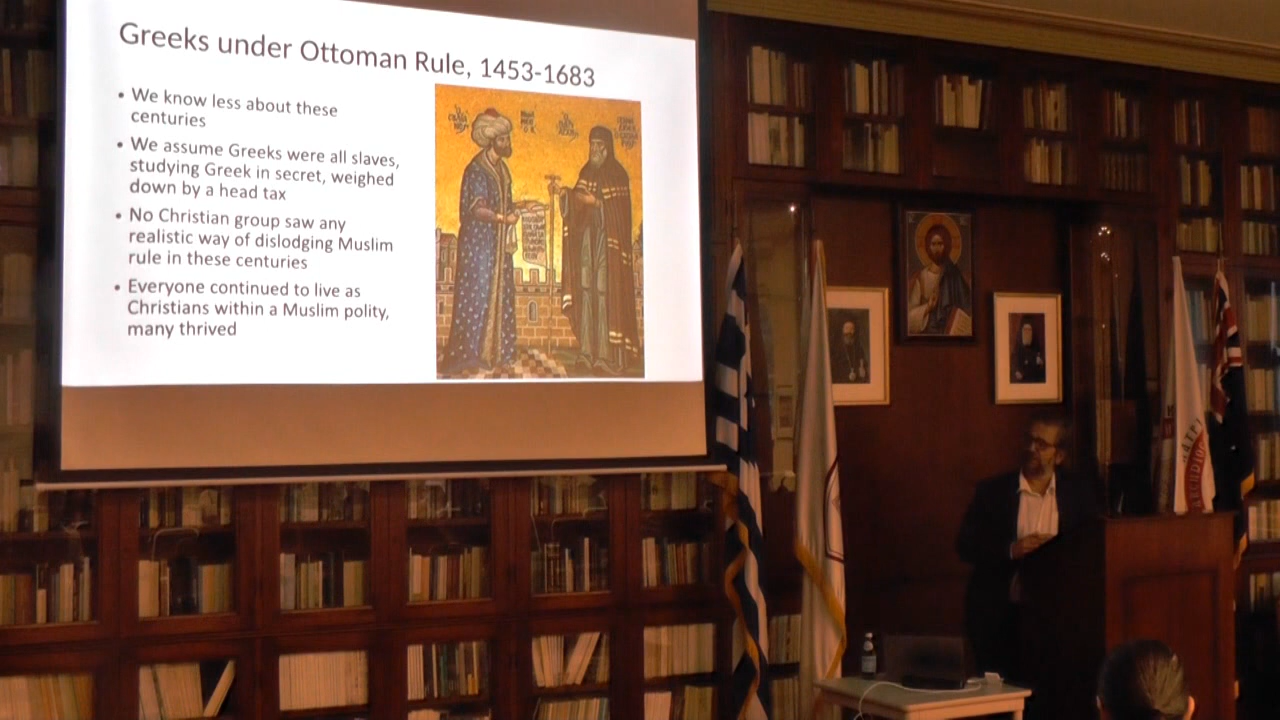 Greeks under Ottoman Rule, 1453-1683
• We know less about these
centuries
• We assume Greeks were all slaves,
studying Greek in secret, weighed
down by a head tax
• No Christian group saw any
realistic way of dislodging Muslim
rule in these centuries
• Everyone continued to live as
Christians within a Muslim polity,
many thrived